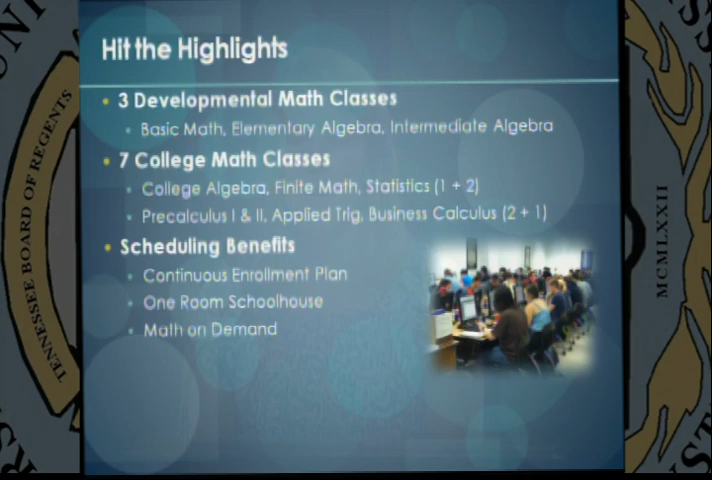 Hit the Highlights
3 Developmental Math Classes
Basic Math, Elementary Algebra, Intermediate Algebra
7 College Math Classes
College Algebra, Finite Math, Statistics (1 + 2)
Precalculus I & II, Applied Trig, Business Calculus (2 + 1)
Scheduling Benefits
Continuous Enrollment Plan
One Room Schoolhouse
Math on Demand
TENNESSEE BOARD OF REGENTS
MCMLXXII